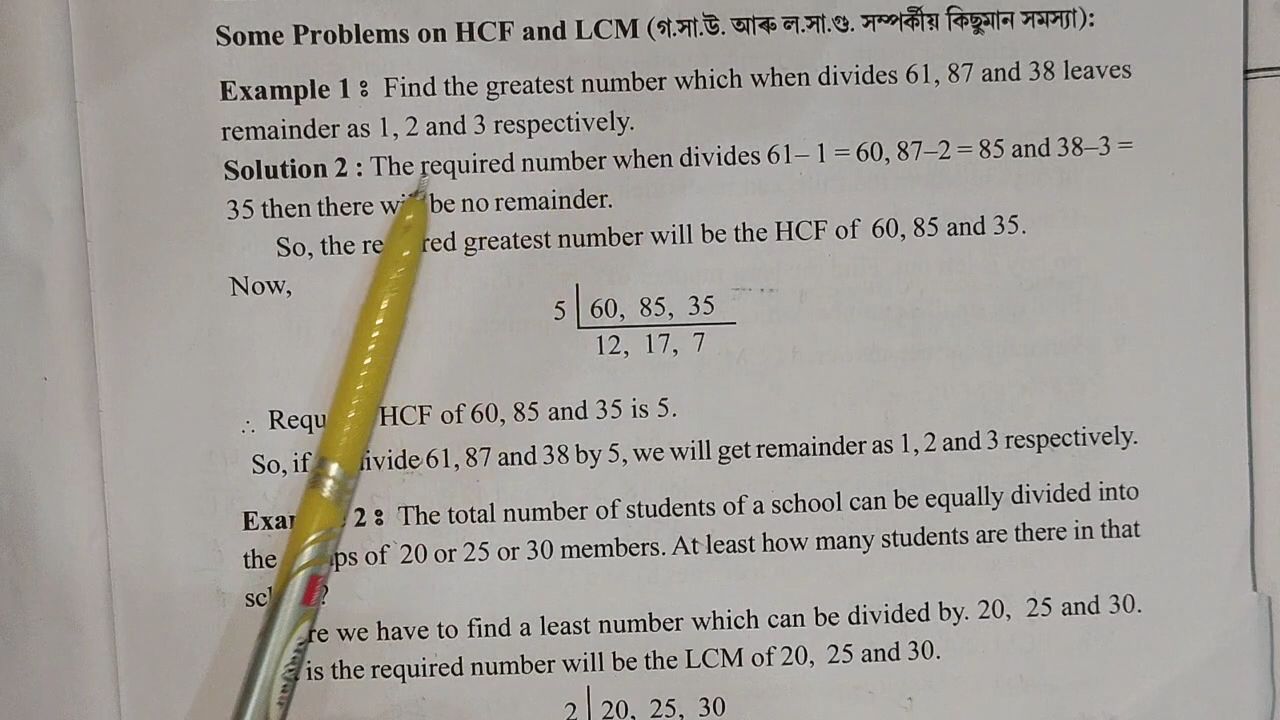 Some Problems on HCF and LCM (গ.সা.উ. আৰু ল.সা.গু. সম্পৰ্কীয় কিছুমান সমস্যা):
Example 1 : Find the greatest number which when divides 61, 87 and 38 leaves
remainder as 1, 2 and 3 respectively.
Solution 2 : The required number when divides 61–1 = 60, 87–2 = 85 and 38–3 =
35 then there be no remainder.
So, the greatest number will be the HCF of 60, 85 and 35.
Now,
5 60, 85, 35
12, 17, 7
∴ HCF of 60, 85 and 35 is 5.
So, if 61, 87 and 38 by 5, we will get remainder as 1, 2 and 3 respectively.
2 : The total number of students of a school can be equally divided into
the of 20 or 25 or 30 members. At least how many students are there in that
?
we have to find a least number which can be divided by. 20, 25 and 30.
is the required number will be the LCM of 20, 25 and 30.
2 20, 25, 30